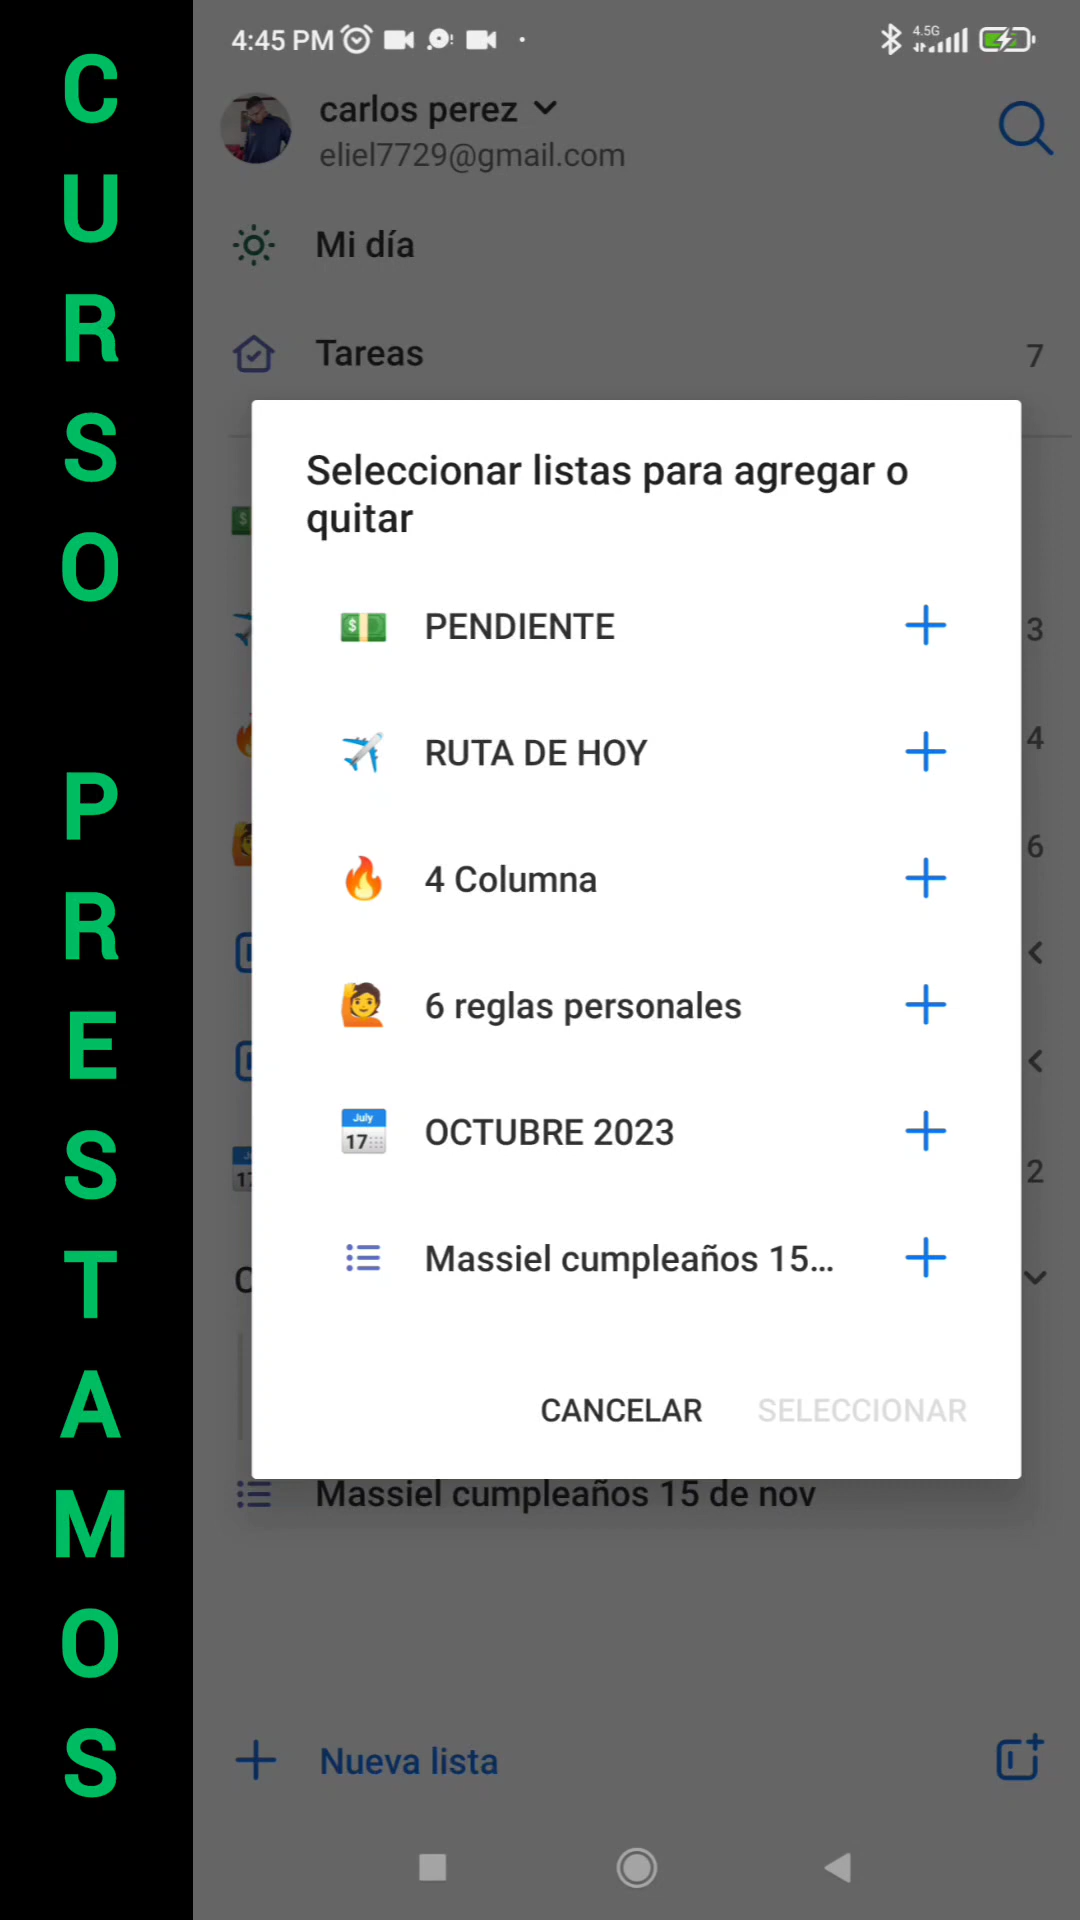 CURSO PRESTAMOS
4:45 PM
4.5G
carlos perez
eliel7729@gmail.com
Mi día
Tareas 7
Seleccionar listas para agregar o
quitar
PENDIENTE
3
RUTA DE HOY
4
4 Columna
6
6 reglas personales
July
17
OCTUBRE 2023
2
Massiel cumpleaños 15...
CANCELAR SELECCIONAR
Massiel cumpleaños 15 de nov
Nueva lista